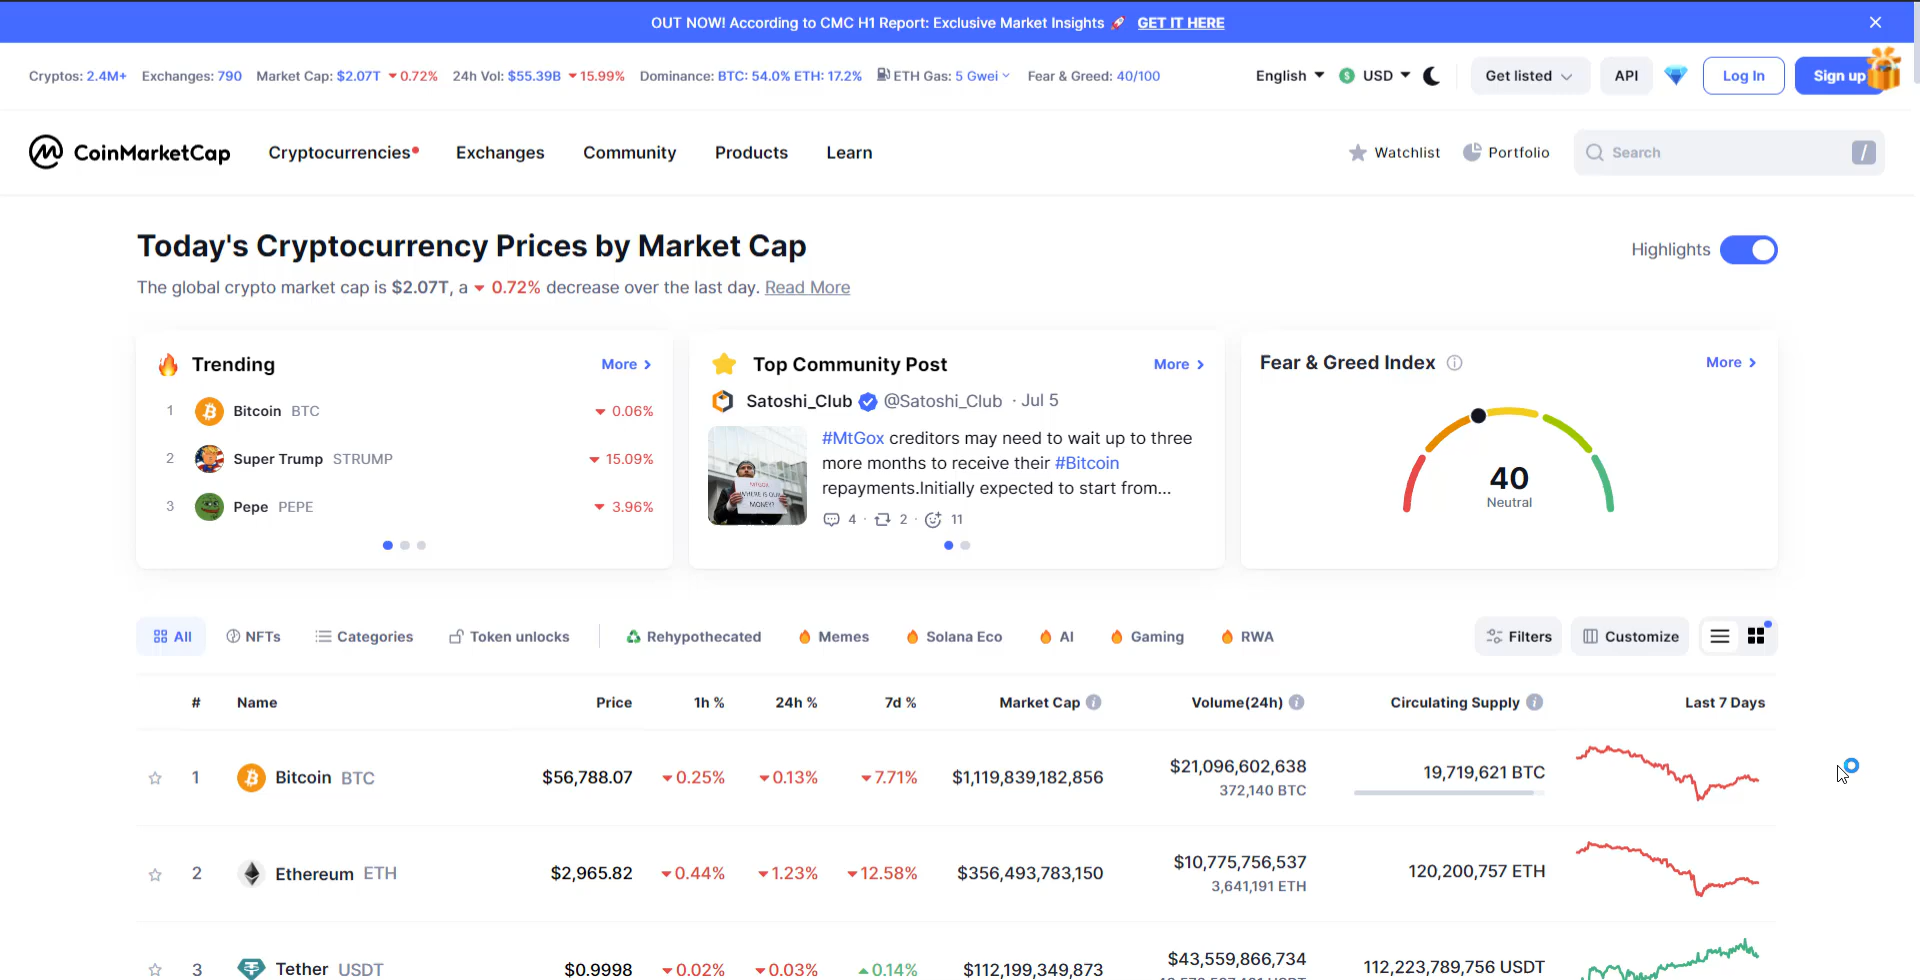 OUT NOW! According to CMC H1 Report: Exclusive Market Insights 🚀 GET IT HERE
Cryptos: 2.4M+ Exchanges: 790 Market Cap: $2.07T 0.72% 24h Vol: $55.39B 15.99% Dominance: BTC: 54.0% ETH: 17.2% ETH Gas: 5 Gwei Fear & Greed: 40/100 English USD Get listed API Log In Sign up
CoinMarketCap Cryptocurrencies Exchanges Community Products Learn Watchlist Portfolio Search /
Today's Cryptocurrency Prices by Market Cap
Highlights
The global crypto market cap is $2.07T, a 0.72% decrease over the last day. Read More
Trending More
1 Bitcoin BTC 0.06%
2 Super Trump STRUMP 15.09%
3 Pepe PEPE 3.96%
Top Community Post More
Satoshi_Club @Satoshi_Club · Jul 5
#MtGox creditors may need to wait up to three
more months to receive their #Bitcoin
repayments.Initially expected to start from...
MTGOX
WHERE IS OUR
MONEY?
4 · 2 · 11
Fear & Greed Index More
40
Neutral
All NFTs Categories Token unlocks Rehypothecated Memes Solana Eco AI Gaming RWA Filters Customize
# Name Price 1h % 24h % 7d % Market Cap Volume(24h) Circulating Supply Last 7 Days
1 Bitcoin BTC $56,788.07 0.25% 0.13% 7.71% $1,119,839,182,856 $21,096,602,638 19,719,621 BTC
372,140 BTC
2 Ethereum ETH $2,965.82 0.44% 1.23% 12.58% $356,493,783,150 $10,775,756,537 120,200,757 ETH
3,641,191 ETH
3 Tether USDT $0.9998 0.02% 0.03% 0.14% $112,199,349,873 $43,559,866,734 112,223,789,756 USDT